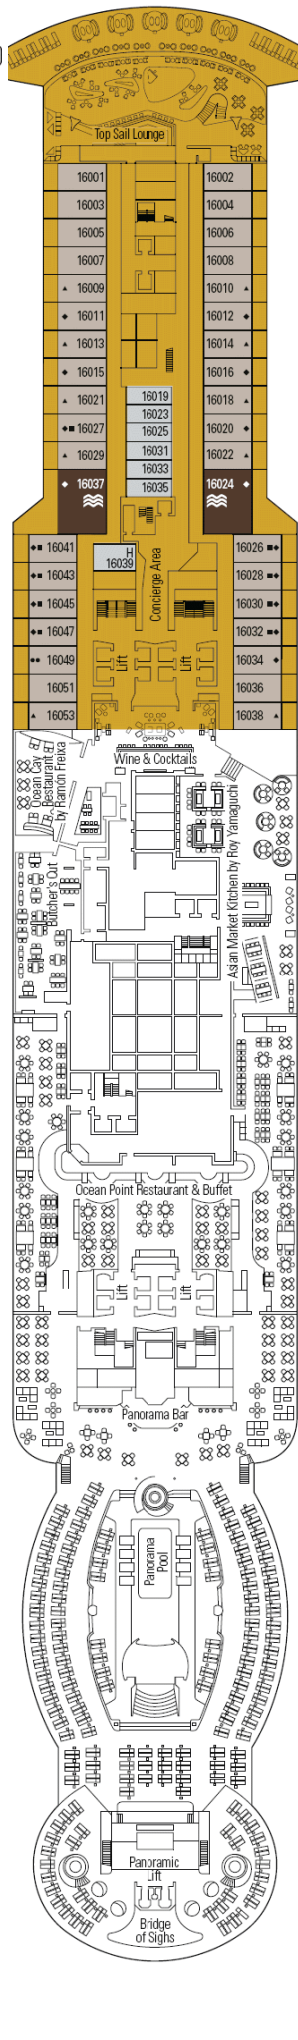 Top Sail Lounge
16001 16002
16003 16004
16005 16006
16007 16008
16009 16010
16011 16012
16013 16014
16015 16016
16019
16021 16018
16023
16025
16027 16020
16031
16029 16022
16033
16035
16037 16024
16041 16026
H
16039
Concierge Area
16043 16028
16045 16030
16047 16032
16049 16034
Lift Lift
16051 16036
16053 16038
Wine & Cocktails
Ocean Cay
Restaurant
by Ramón Freixa
Asian Market Kitchen by Roy Yamaguchi
Butcher's Cut
Ocean Point Restaurant & Buffet
Lift Lift
Panorama Bar
Panorama
Pool
Panoramic
Lift
Bridge
of Sighs